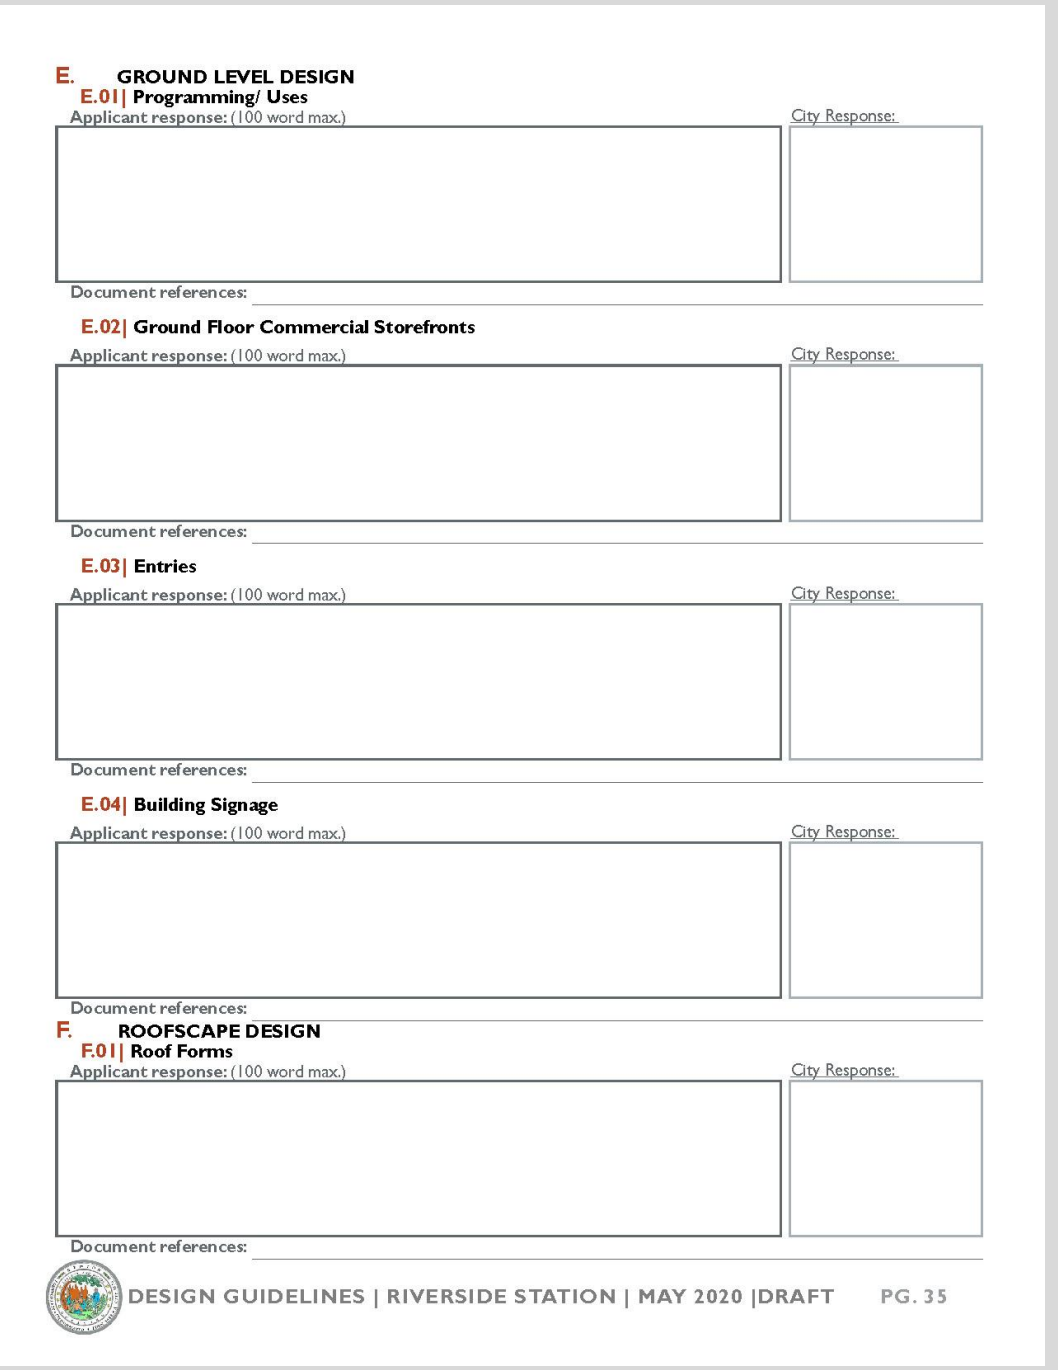 E. GROUND LEVEL DESIGN
E.01| Programming/ Uses
Applicant response: (100 word max.) City Response:
Document references:
E.02| Ground Floor Commercial Storefronts
Applicant response: (100 word max.) City Response:
Document references:
E.03| Entries
Applicant response: (100 word max.) City Response:
Document references:
E.04| Building Signage
Applicant response: (100 word max.) City Response:
Document references:
F. ROOFSCAPE DESIGN
F.01| Roof Forms
Applicant response: (100 word max.) City Response:
Document references:
DESIGN GUIDELINES | RIVERSIDE STATION | MAY 2020 |DRAFT PG. 35